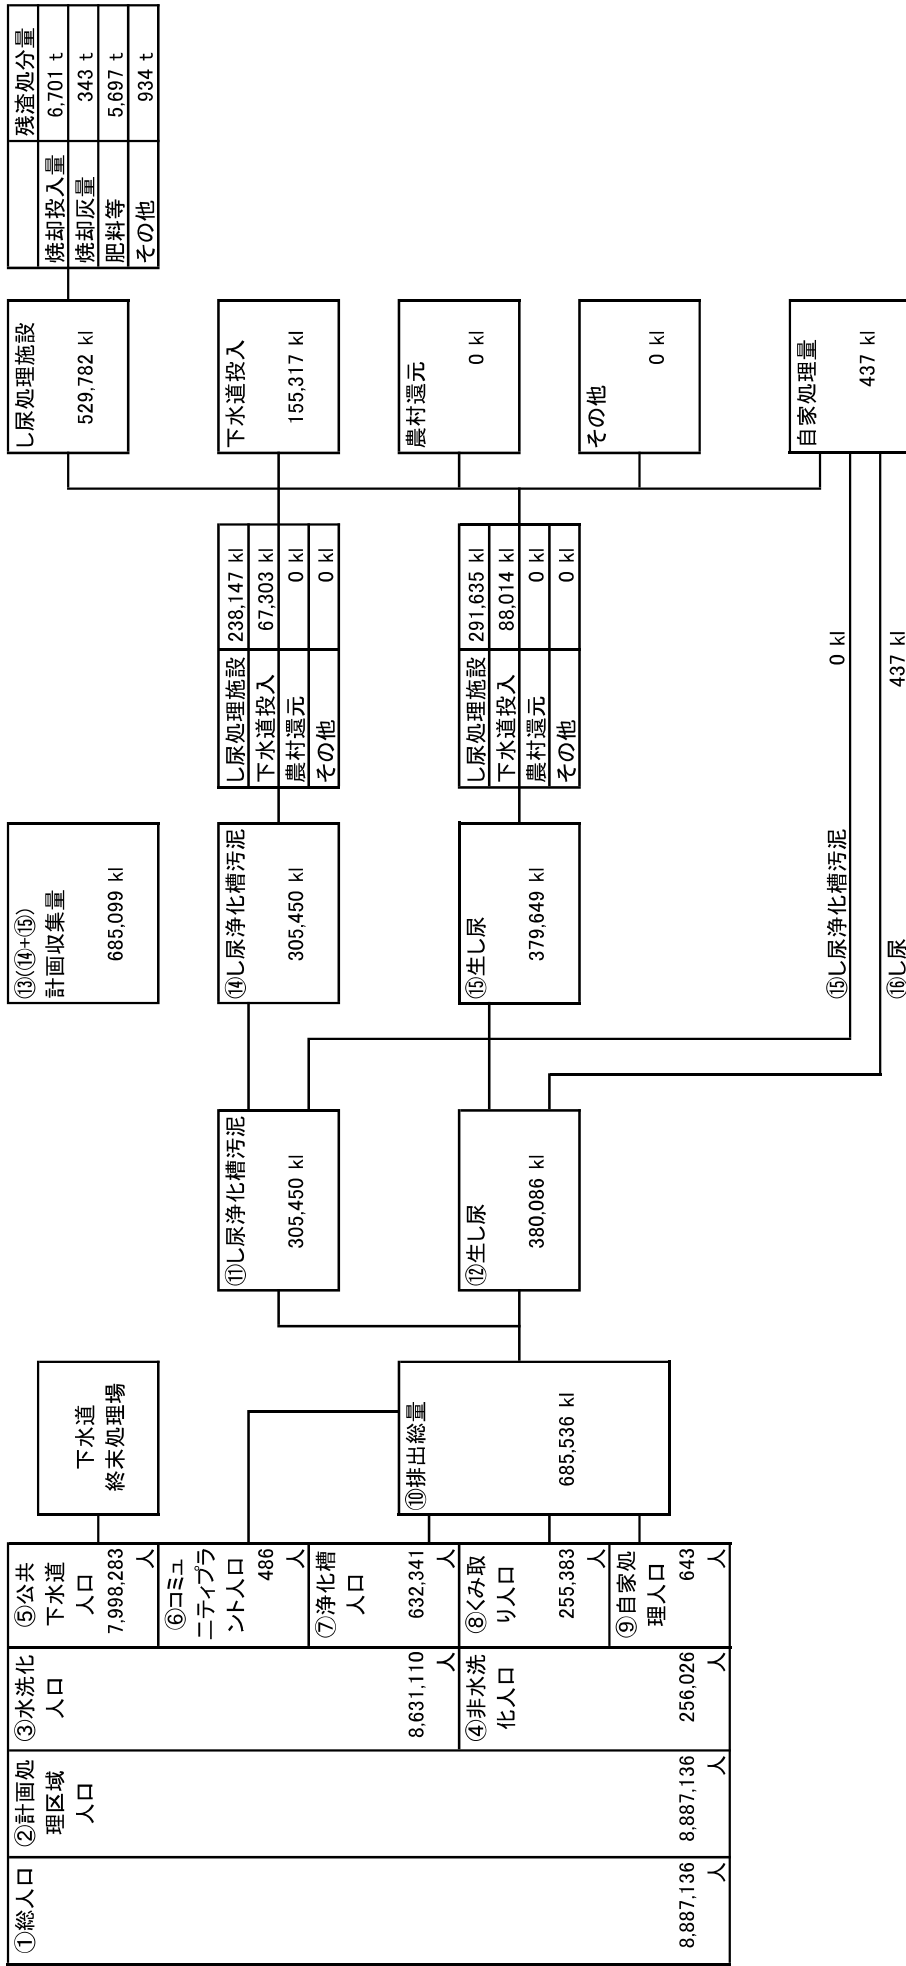 ①総人口
8,887,136
人
②計画処
理区域
人口
8,887,136
人
③水洗化
人口
8,631,110
人
④非水洗
化人口
256,026
人
⑤公共
下水道
人口
7,998,283
人
⑥コミュ
ニティプラ
ント人口
486
人
⑦浄化槽
人口
632,341
人
⑧くみ取
り人口
255,383
人
⑨自家処
理人口
643
人
下水道
終末処理場
⑩排出総量
685,536 kl
⑪し尿浄化槽汚泥
305,450 kl
⑫生し尿
380,086 kl
⑬(⑭+⑮)
計画収集量
685,099 kl
⑭し尿浄化槽汚泥
305,450 kl
⑮生し尿
379,649 kl
し尿処理施設 238,147 kl
下水道投入 67,303 kl
農村還元 0 kl
その他 0 kl
し尿処理施設 291,635 kl
下水道投入 88,014 kl
農村還元 0 kl
その他 0 kl
⑮し尿浄化槽汚泥 0 kl
⑯し尿 437 kl
し尿処理施設
529,782 kl
下水道投入
155,317 kl
農村還元
0 kl
その他
0 kl
自家処理量
437 kl
残渣処分量
焼却投入量 6,701 t
焼却灰量 343 t
肥料等 5,697 t
その他 934 t